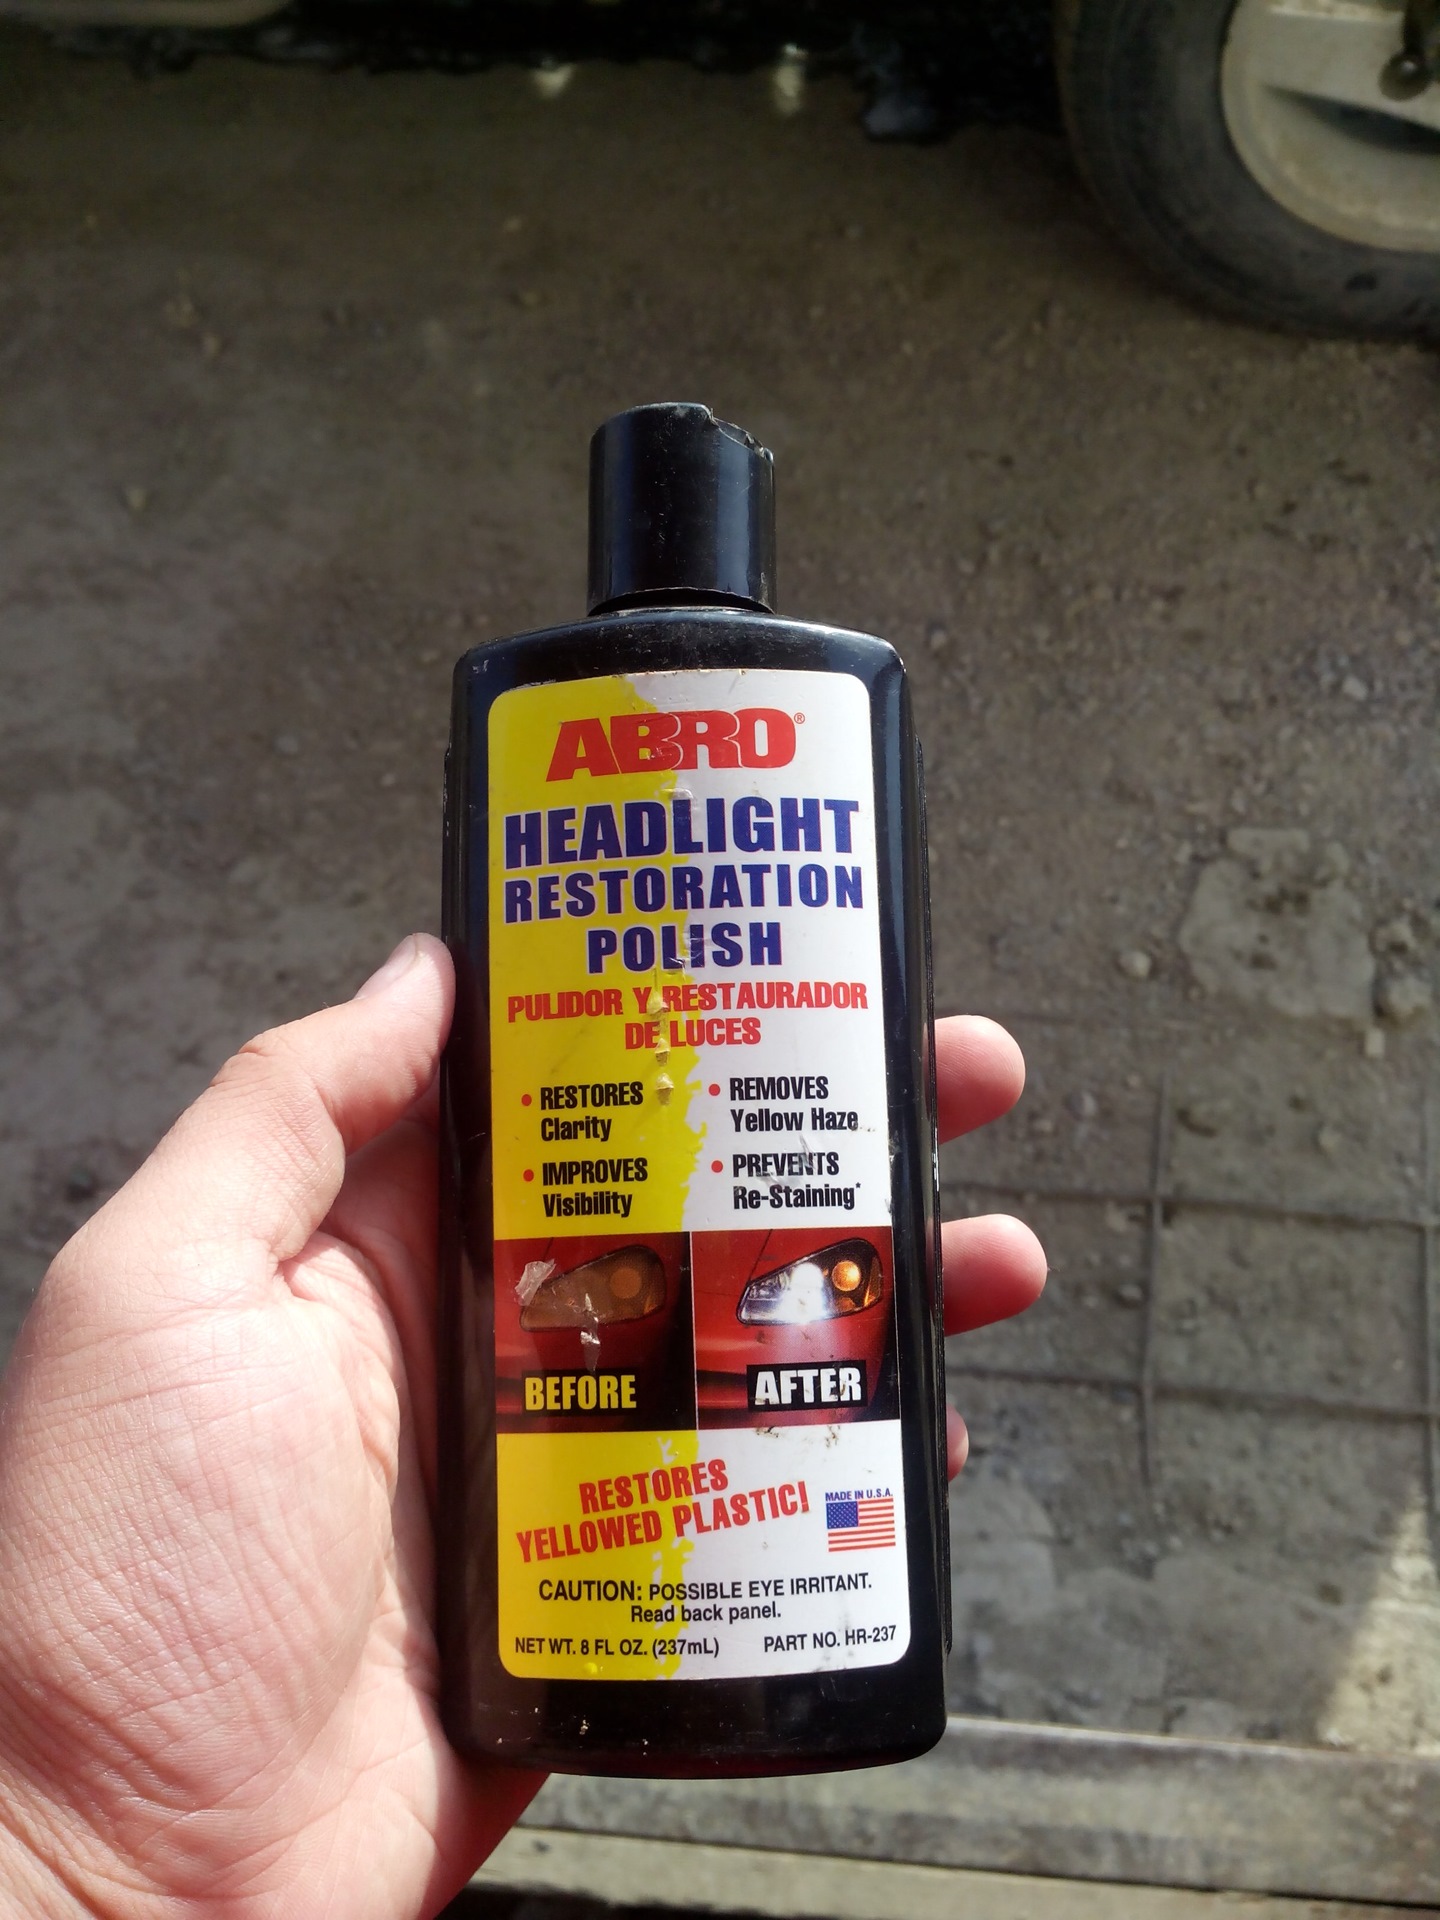 ABRO®
HEADLIGHT
RESTORATION
POLISH
PULIDOR Y RESTAURADOR
DE LUCES
• RESTORES
Clarity
• IMPROVES
Visibility
• REMOVES
Yellow Haze
• PREVENTS
Re-Staining*
BEFORE
AFTER
RESTORES
YELLOWED PLASTIC!
MADE IN U.S.A.
CAUTION: POSSIBLE EYE IRRITANT.
Read back panel.
NET WT. 8 FL OZ. (237mL)
PART NO. HR-237